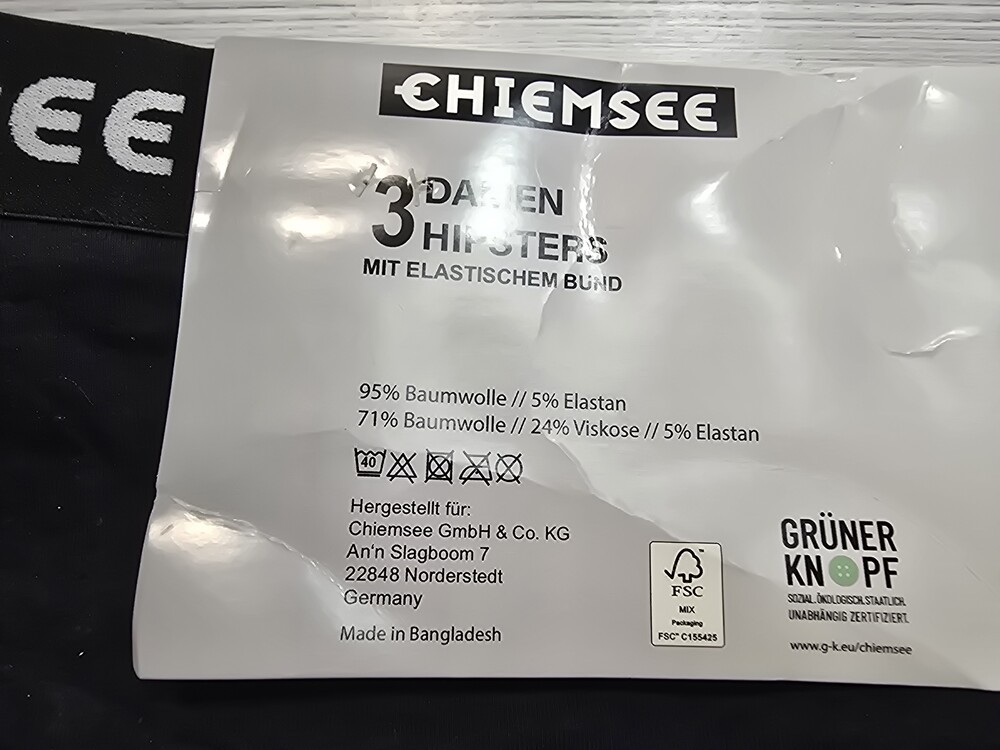 EE
CHIEMSEE
3 DAMEN
HIPSTERS
MIT ELASTISCHEM BUND
95% Baumwolle // 5% Elastan
71% Baumwolle // 24% Viskose // 5% Elastan
40
Hergestellt für:
Chiemsee GmbH & Co. KG
An'n Slagboom 7
22848 Norderstedt
Germany
Made in Bangladesh
FSC
MIX
Packaging
FSC™ C155425
GRÜNER
KNOPF
SOZIAL. ÖKOLOGISCH. STAATLICH.
UNABHÄNGIG ZERTIFIZIERT.
www.g-k.eu/chiemsee